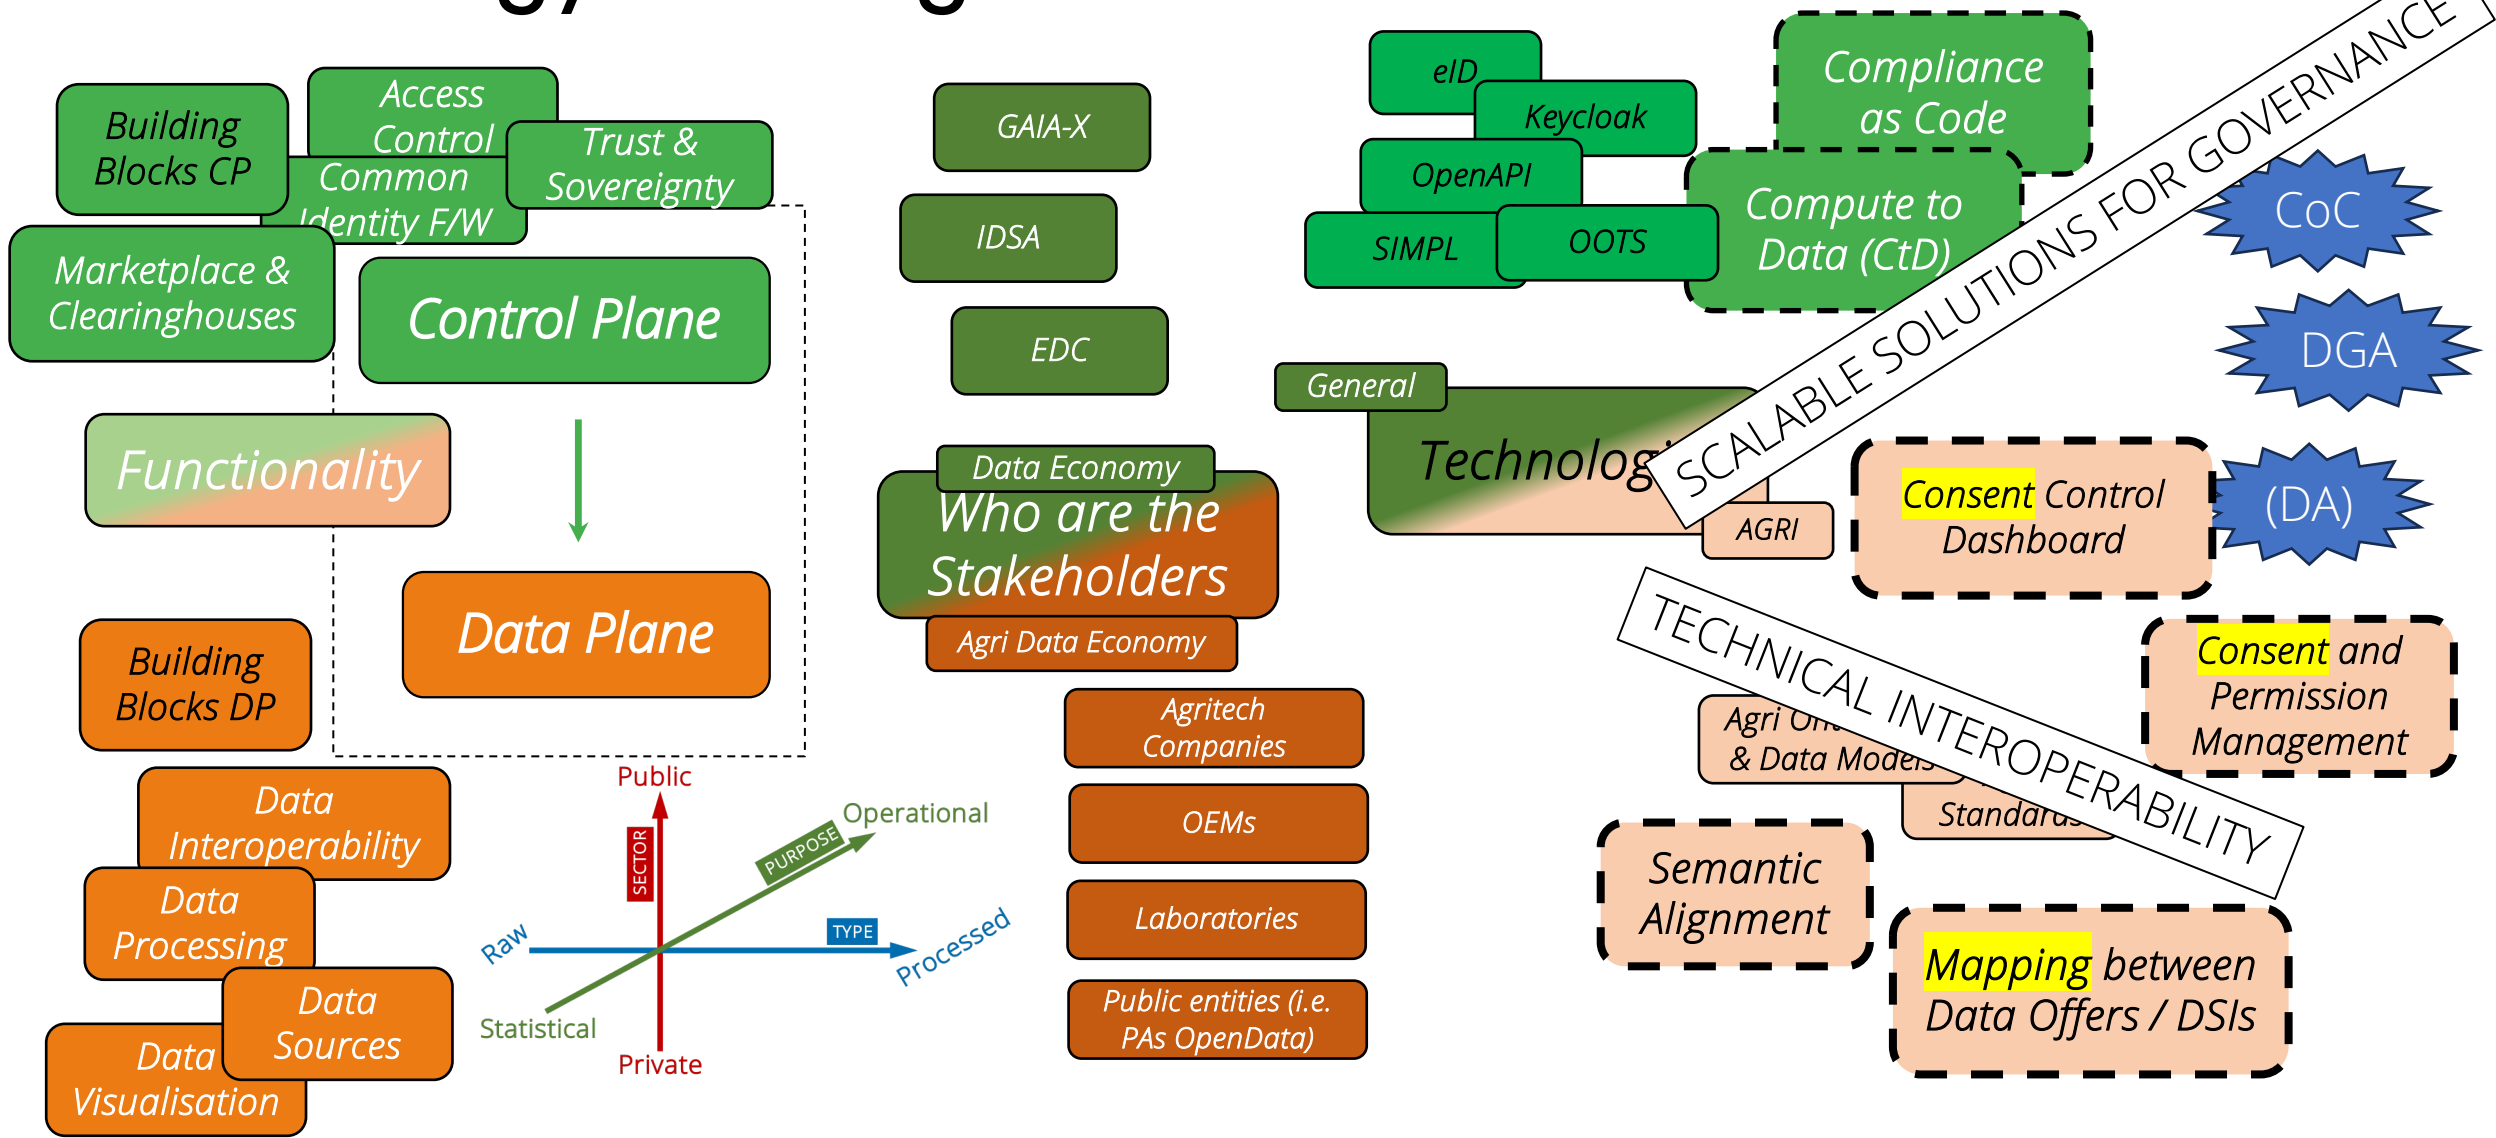 Building
Blocks CP
Access
Control
Common
Identity F/W
Trust &
Sovereignty
Marketplace &
Clearinghouses
Control Plane
Functionality
Data Plane
Building
Blocks DP
Data
Interoperability
Data
Processing
Data
Sources
Data
Visualisation
Public
SECTOR
Private
Operational
PURPOSE
Statistical
Raw
TYPE
Processed
GAIA-X
IDSA
EDC
Data Economy
Who are the
Stakeholders
Agri Data Economy
Agritech
Companies
OEMs
Laboratories
Public entities (i.e.
PAs OpenData)
eID
Keycloak
OpenAPI
SIMPL
OOTS
Compliance
as Code
Compute to
Data (CtD)
SCALABLE SOLUTIONS FOR GOVERNANCE
CoC
DGA
(DA)
General
AGRI
Consent Control
Dashboard
TECHNICAL INTEROPERABILITY
Consent and
Permission
Management
Agri
& Data Models
Standards
Semantic
Alignment
Mapping between
Data Offers / DSIs